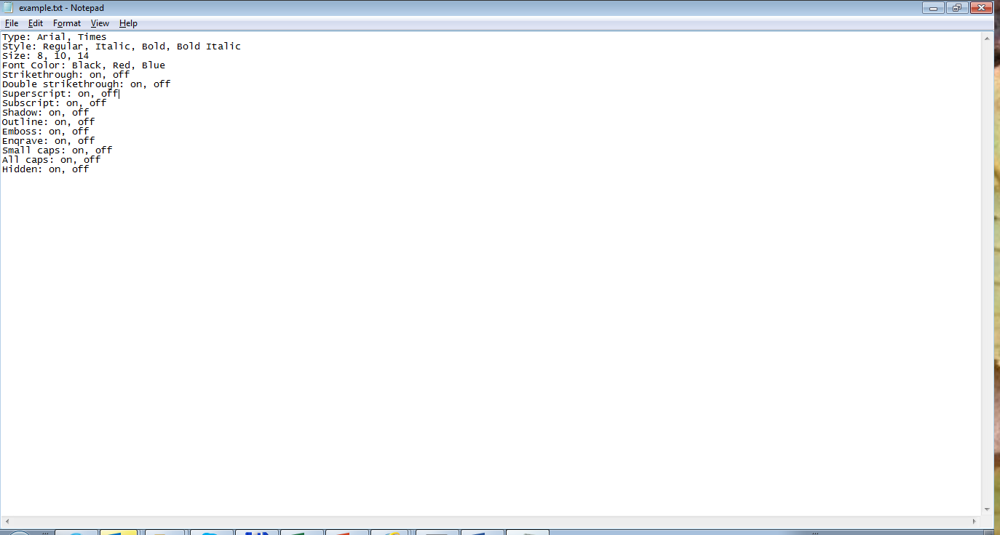 example.txt - Notepad
File Edit Format View Help
Type: Arial, Times
Style: Regular, Italic, Bold, Bold Italic
Size: 8, 10, 14
Font Color: Black, Red, Blue
Strikethrough: on, off
Double strikethrough: on, off
Superscript: on, off
Subscript: on, off
Shadow: on, off
Outline: on, off
Emboss: on, off
Engrave: on, off
Small caps: on, off
All caps: on, off
Hidden: on, off